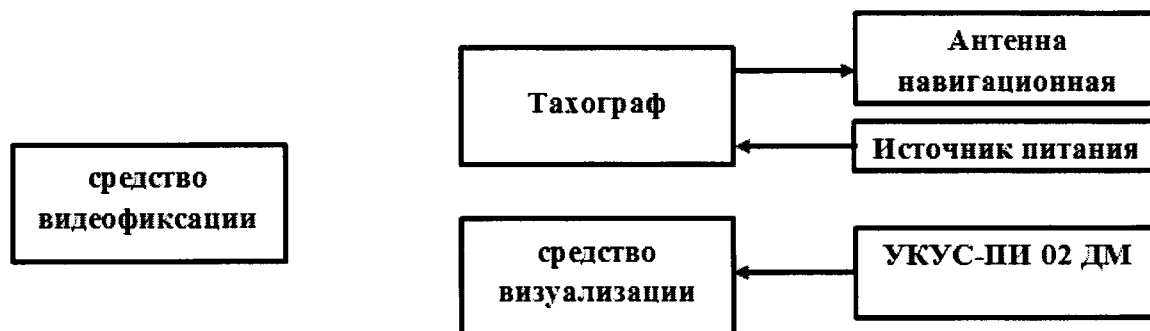 Антенна
навигационная
Тахограф
Источник питания
средство
видеофиксации
средство
визуализации
УКУС-ПИ 02 ДМ